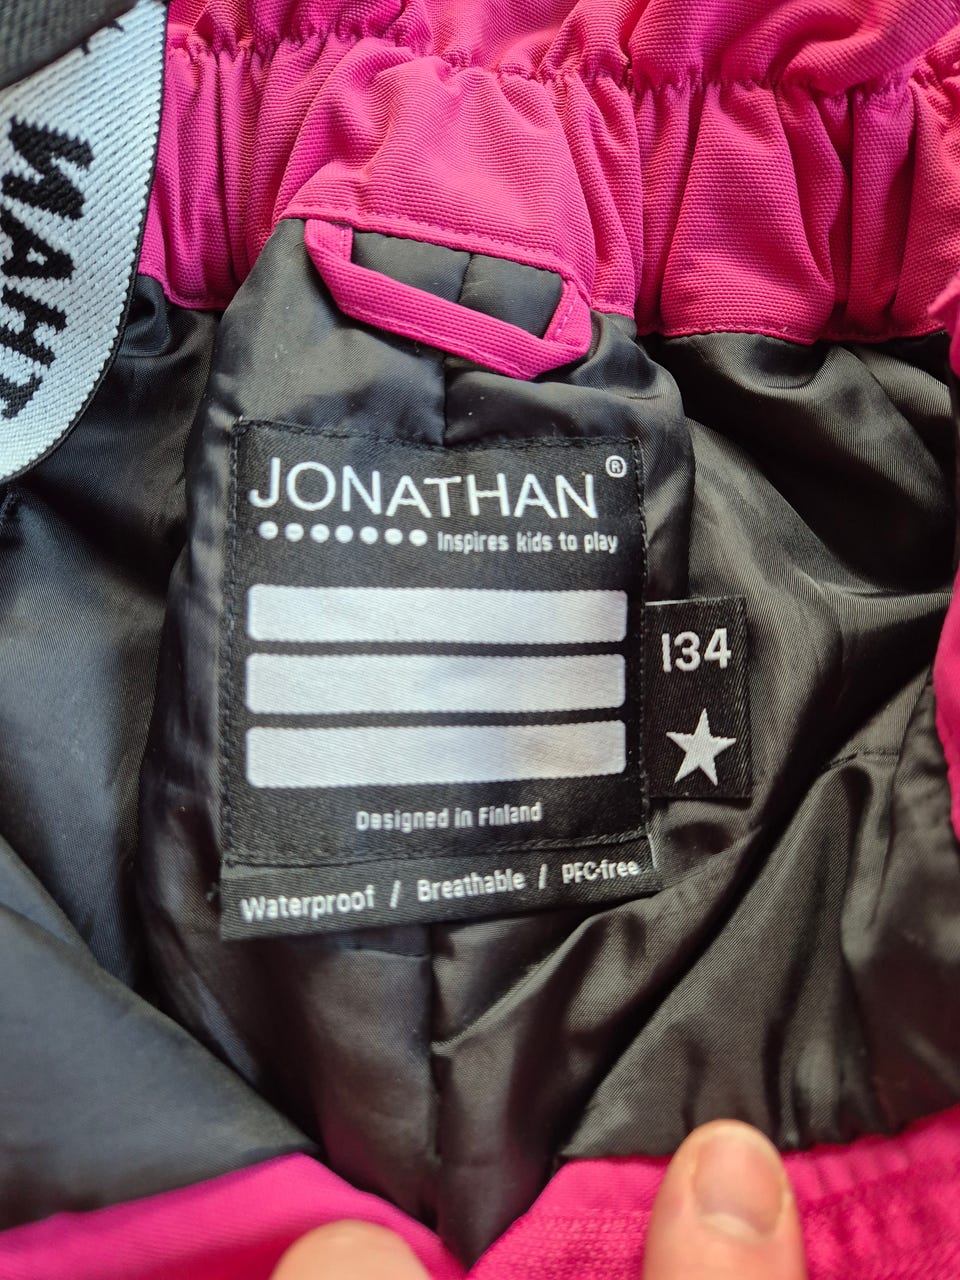 JONATHAN®
Inspires kids to play
134
Designed in Finland
Waterproof / Breathable / PFC-free